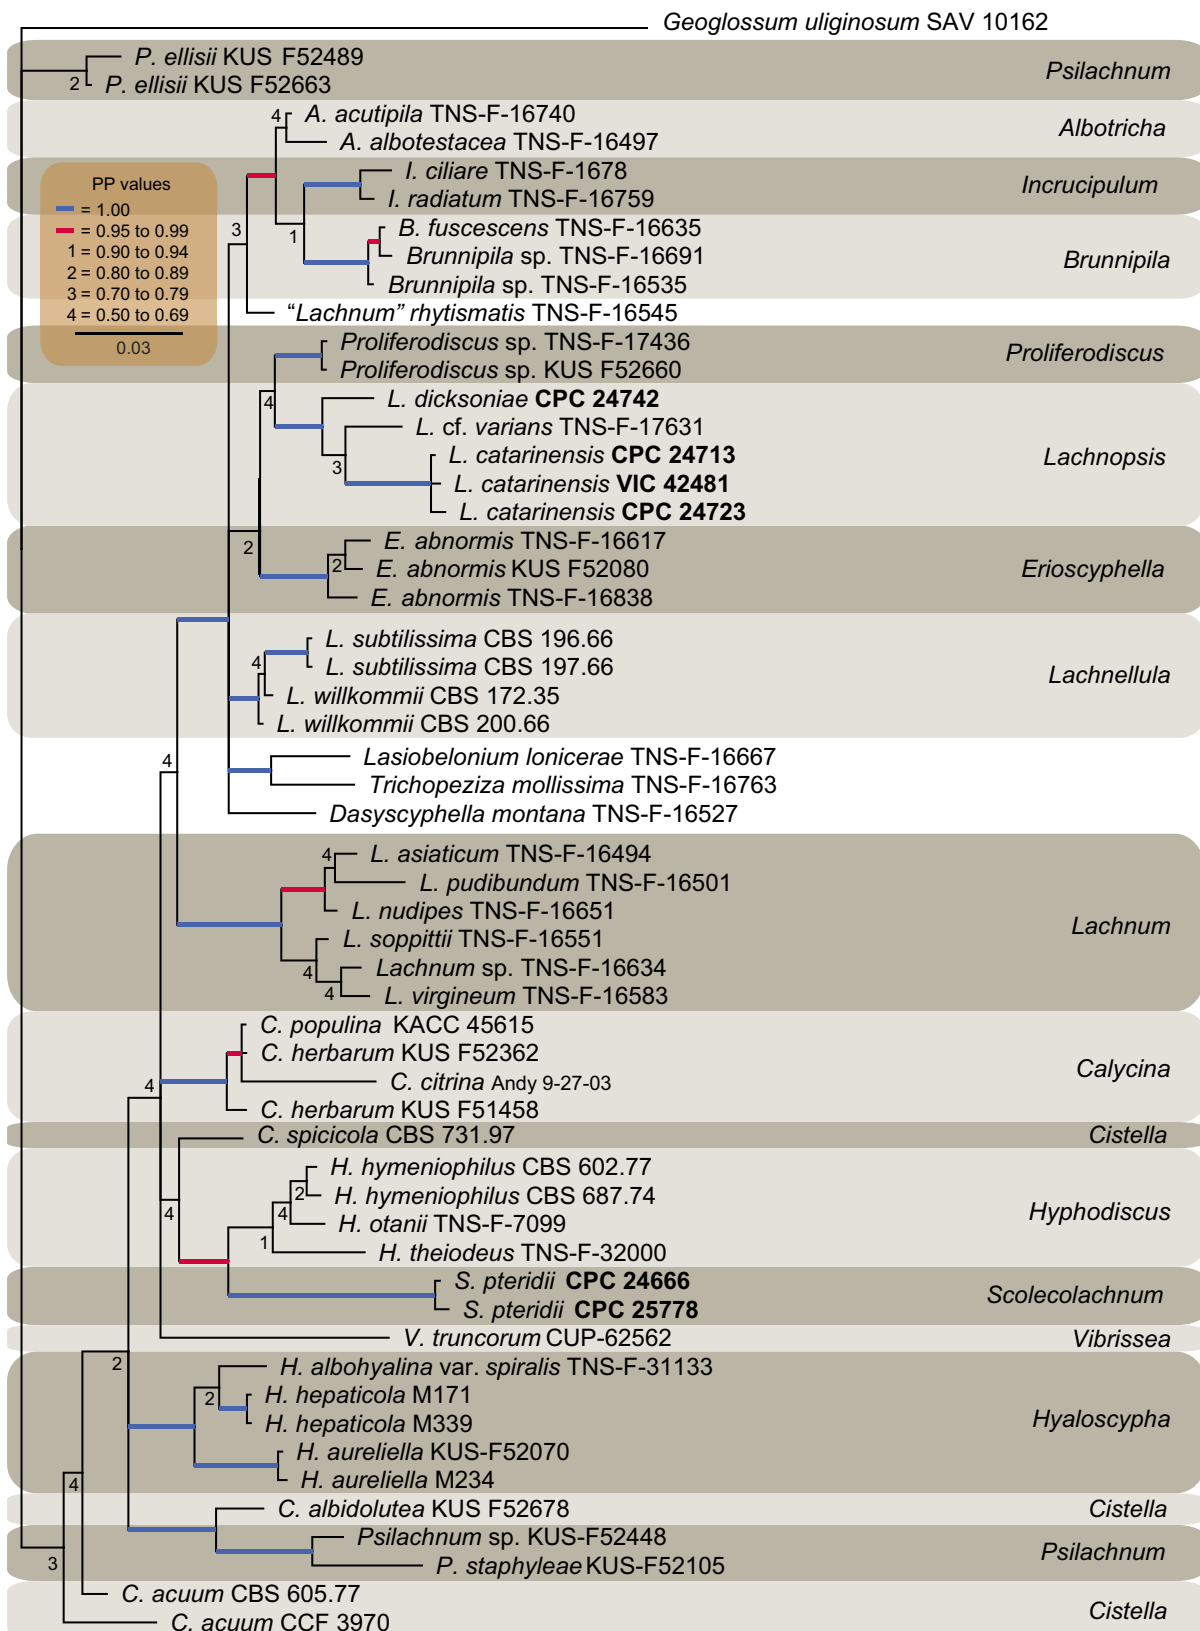 Geoglossum uliginosum SAV 10162
P. ellisii KUS F52489
2 P. ellisii KUS F52663
Psilachnum
4 A. acutipila TNS-F-16740
A. albotestacea TNS-F-16497
Albotricha
PP values
= 1.00
= 0.95 to 0.99
1 = 0.90 to 0.94
2 = 0.80 to 0.89
3 = 0.70 to 0.79
4 = 0.50 to 0.69
0.03
I. ciliare TNS-F-1678
I. radiatum TNS-F-16759
Incrucipulum
3
1
B. fuscescens TNS-F-16635
Brunnipila sp. TNS-F-16691
Brunnipila sp. TNS-F-16535
Brunnipila
“Lachnum” rhytismatis TNS-F-16545
Proliferodiscus sp. TNS-F-17436
Proliferodiscus sp. KUS F52660
Proliferodiscus
4
L. dicksoniae CPC 24742
L. cf. varians TNS-F-17631
3
L. catarinensis CPC 24713
L. catarinensis VIC 42481
L. catarinensis CPC 24723
Lachnopsis
2
E. abnormis TNS-F-16617
2 E. abnormis KUS F52080
E. abnormis TNS-F-16838
Erioscyphella
L. subtilissima CBS 196.66
4 L. subtilissima CBS 197.66
L. willkommii CBS 172.35
L. willkommii CBS 200.66
Lachnellula
4
Lasiobelonium lonicerae TNS-F-16667
Trichopeziza mollissima TNS-F-16763
Dasyscyphella montana TNS-F-16527
4 L. asiaticum TNS-F-16494
L. pudibundum TNS-F-16501
L. nudipes TNS-F-16651
L. soppittii TNS-F-16551
4 Lachnum sp. TNS-F-16634
4 L. virgineum TNS-F-16583
Lachnum
C. populina KACC 45615
C. herbarum KUS F52362
C. citrina Andy 9-27-03
C. herbarum KUS F51458
Calycina
4
C. spicicola CBS 731.97
Cistella
H. hymeniophilus CBS 602.77
2 H. hymeniophilus CBS 687.74
4 H. otanii TNS-F-7099
1 H. theiodeus TNS-F-32000
Hyphodiscus
4
S. pteridii CPC 24666
S. pteridii CPC 25778
Scolecolachnum
V. truncorum CUP-62562
Vibrissea
2
H. albohyalina var. spiralis TNS-F-31133
2 H. hepaticola M171
H. hepaticola M339
H. aureliella KUS-F52070
H. aureliella M234
Hyaloscypha
4
C. albidolutea KUS F52678
Cistella
Psilachnum sp. KUS-F52448
P. staphyleae KUS-F52105
Psilachnum
3
C. acuum CBS 605.77
C. acuum CCF 3970
Cistella